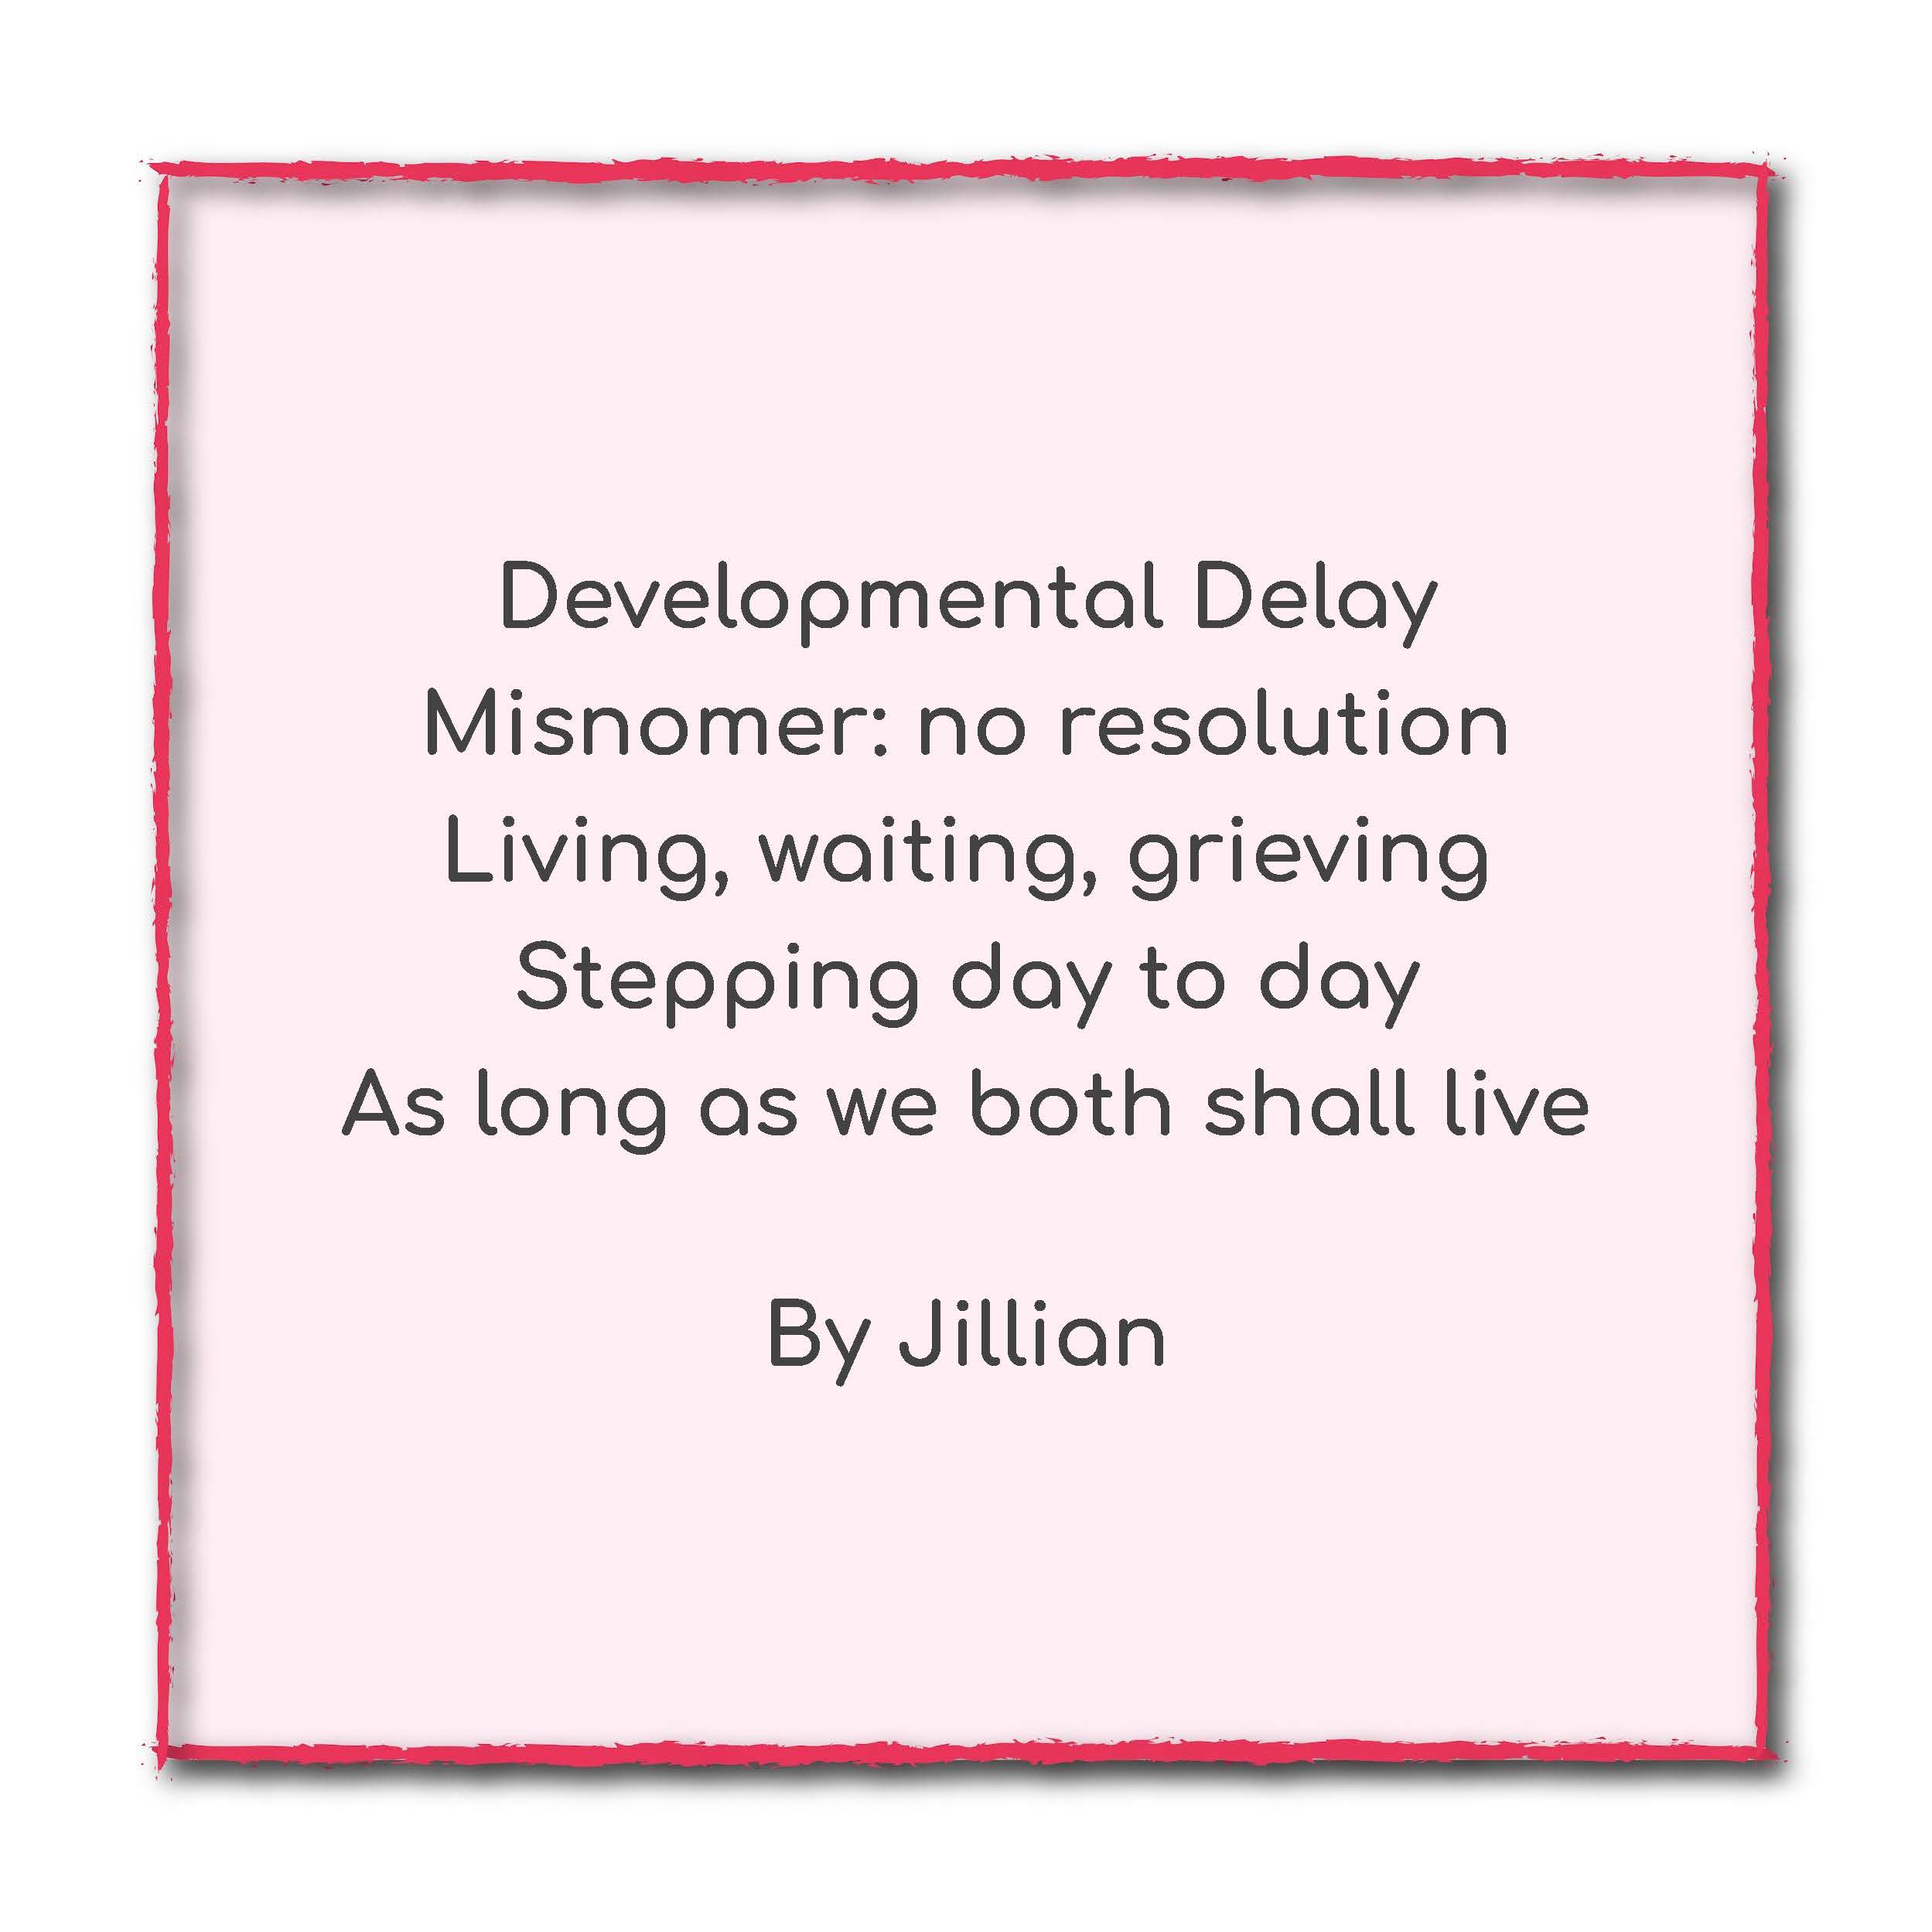 Developmental Delay
Misnomer: no resolution
Living, waiting, grieving
Stepping day to day
As long as we both shall live
By Jillian